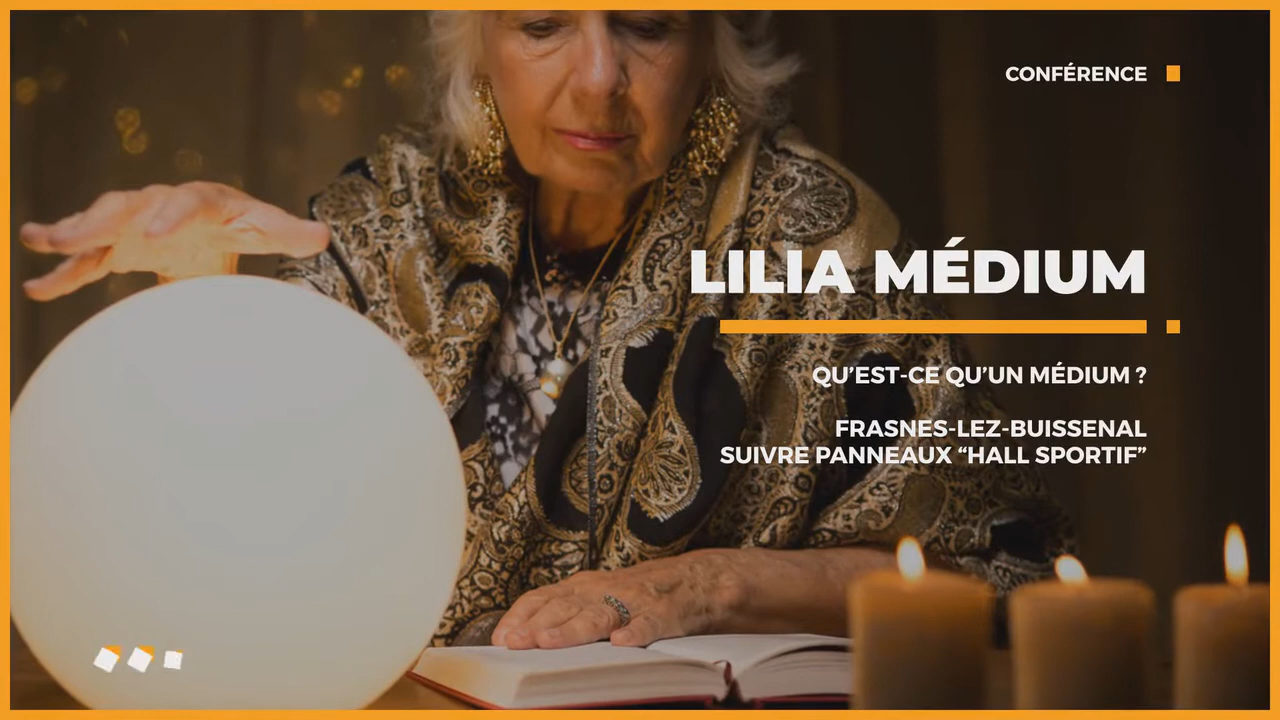 CONFÉRENCE
LILIA MÉDIUM
QU’EST-CE QU’UN MÉDIUM ?
FRASNES-LEZ-BUISSENAL
SUIVRE PANNEAUX “HALL SPORTIF”